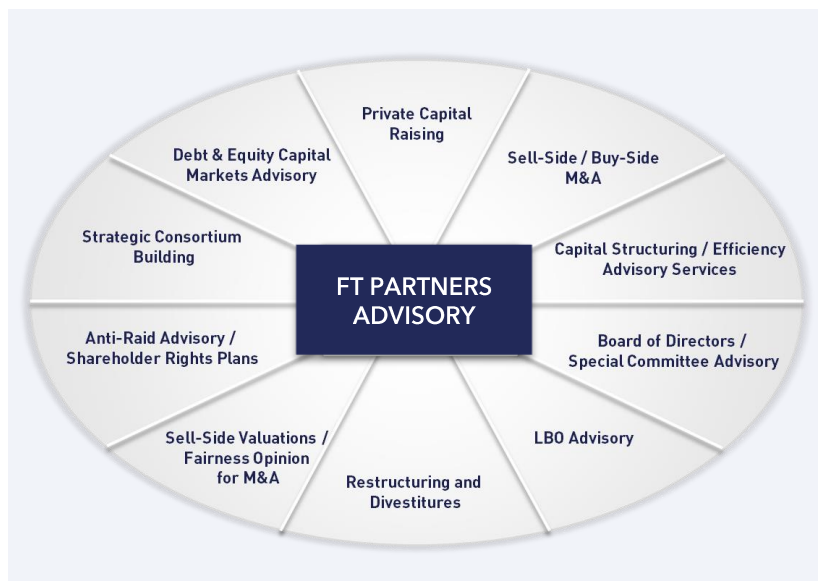 Private Capital
Raising
Debt & Equity Capital
Markets Advisory
Sell-Side / Buy-Side
M&A
Strategic Consortium
Building
Capital Structuring / Efficiency
Advisory Services
FT PARTNERS
ADVISORY
Anti-Raid Advisory /
Shareholder Rights Plans
Board of Directors /
Special Committee Advisory
Sell-Side Valuations /
Fairness Opinion
for M&A
LBO Advisory
Restructuring and
Divestitures